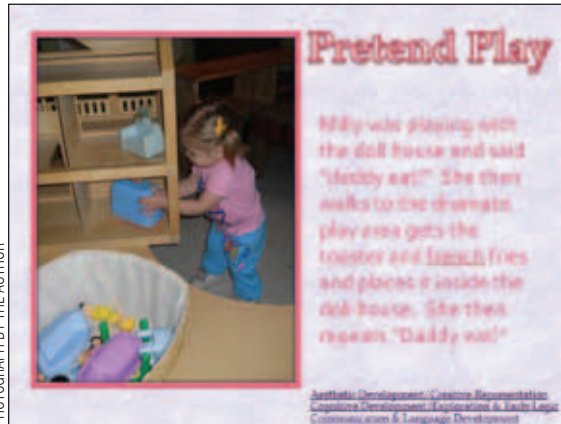 Pretend Play
Milly was playing with
the doll house and said
"daddy eat!" She then
walks to the dramatic
play area gets the
toaster and french fries
and places it inside the
doll house. She then
repeats "Daddy eat!"
Aesthetic Development/Creative Representation
Cognitive Development/Exploration & Early Logic
Communication & Language Development
BY THE AUTHOR